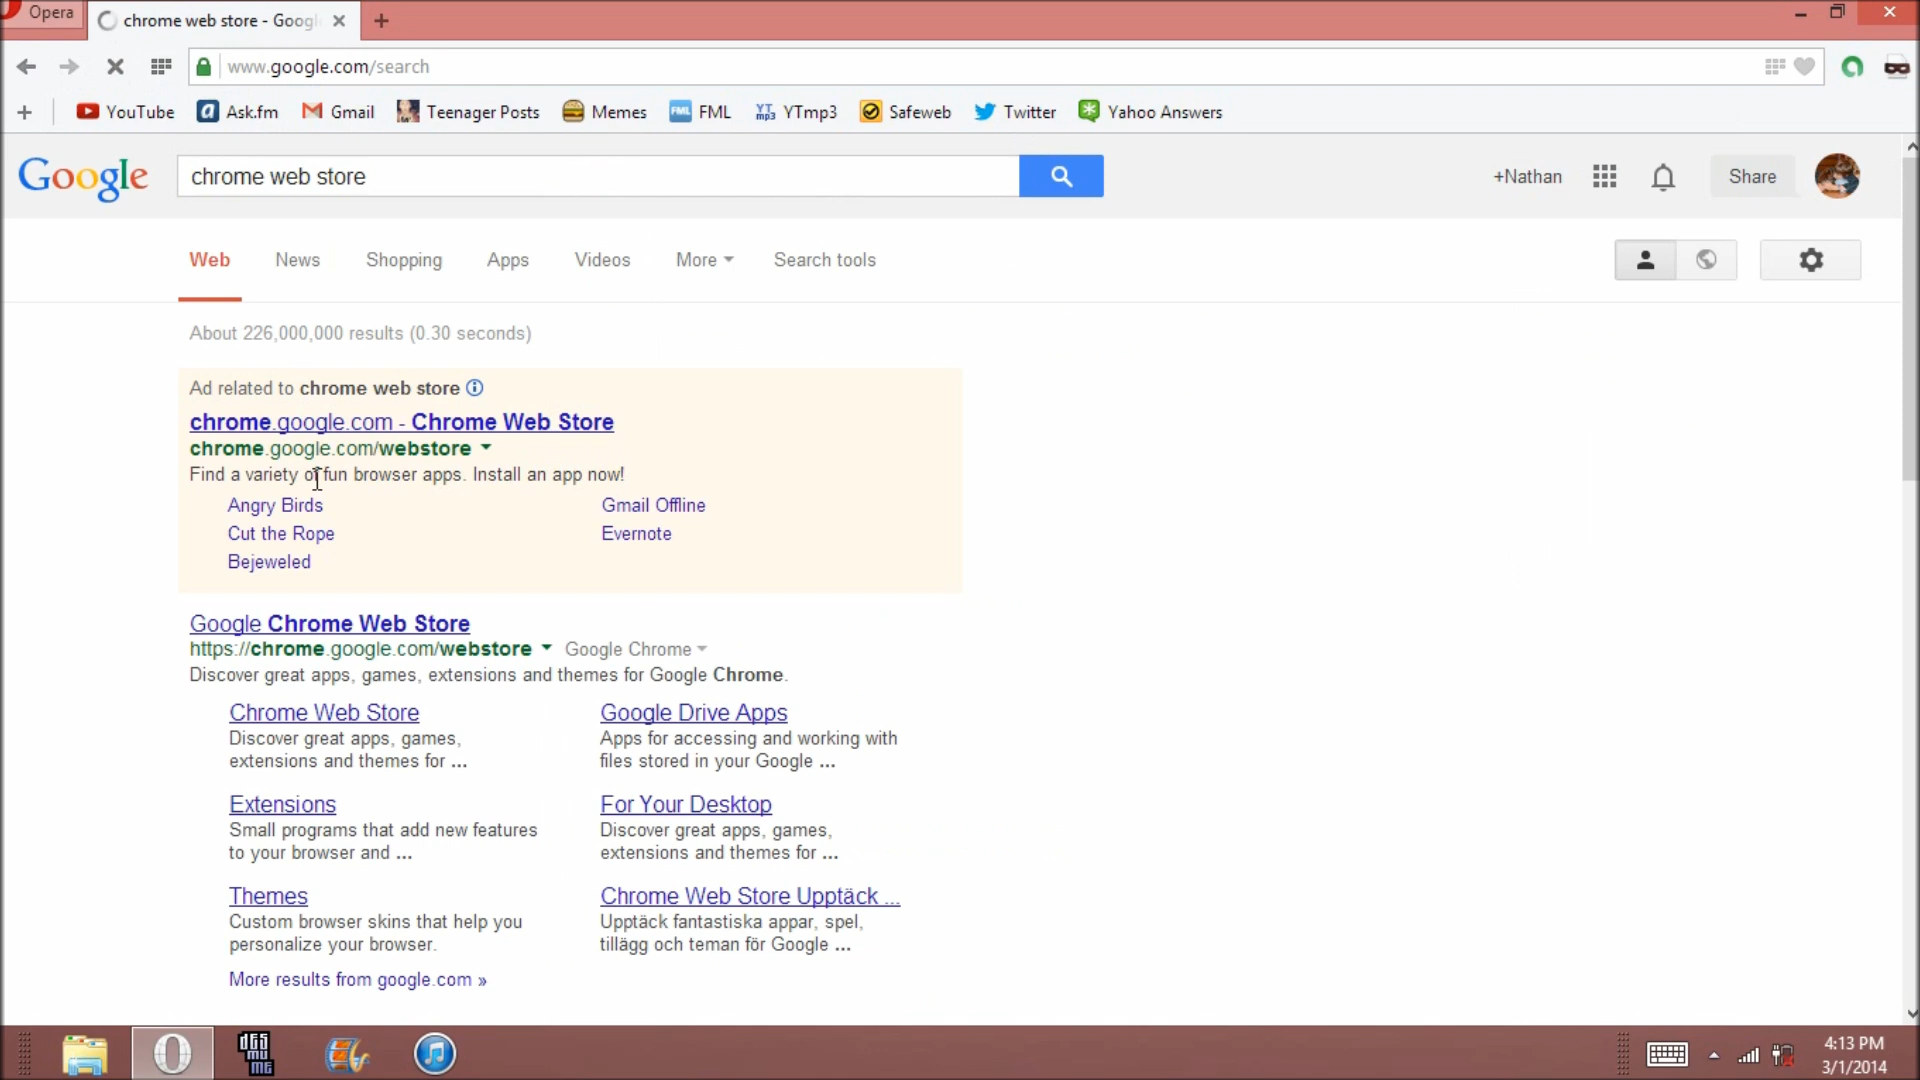 Opera
chrome web store - Googl
www.google.com/search
YouTube
Ask.fm
Gmail
Teenager Posts
Memes
FML
FML
YT mp3
YTmp3
Safeweb
Twitter
Yahoo Answers
Google
chrome web store
+Nathan
Share
Web
News
Shopping
Apps
Videos
More
Search tools
About 226,000,000 results (0.30 seconds)
Ad related to chrome web store
chrome.google.com - Chrome Web Store
chrome.google.com/webstore
Find a variety of fun browser apps. Install an app now!
Angry Birds
Gmail Offline
Cut the Rope
Evernote
Bejeweled
Google Chrome Web Store
https://chrome.google.com/webstore
Google Chrome
Discover great apps, games, extensions and themes for Google Chrome.
Chrome Web Store
Discover great apps, games,
extensions and themes for ...
Google Drive Apps
Apps for accessing and working with
files stored in your Google ...
Extensions
Small programs that add new features
to your browser and ...
For Your Desktop
Discover great apps, games,
extensions and themes for ...
Themes
Custom browser skins that help you
personalize your browser.
Chrome Web Store Upptäck ...
Upptäck fantastiska appar, spel,
tillägg och teman för Google ...
More results from google.com »
des
mu
me
4:13 PM
3/1/2014